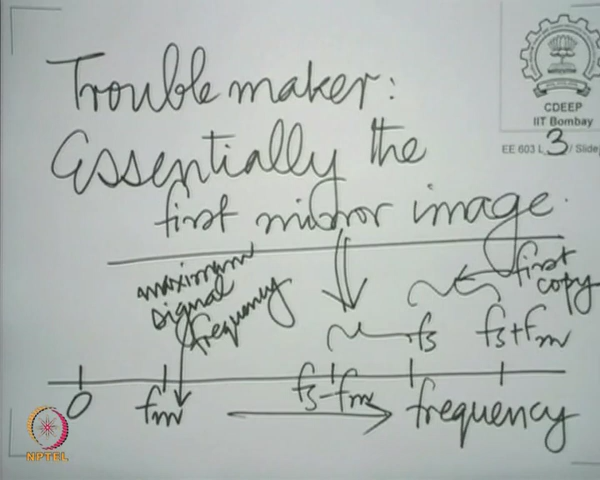 Trouble maker:
CDEEP
IIT Bombay
EE 603 L 3 / Slide
Essentially the
first mirror image.
maximum
signal
frequency
first
copy
fs
fs+fm
0
fm
fs-fm
frequency
NPTEL